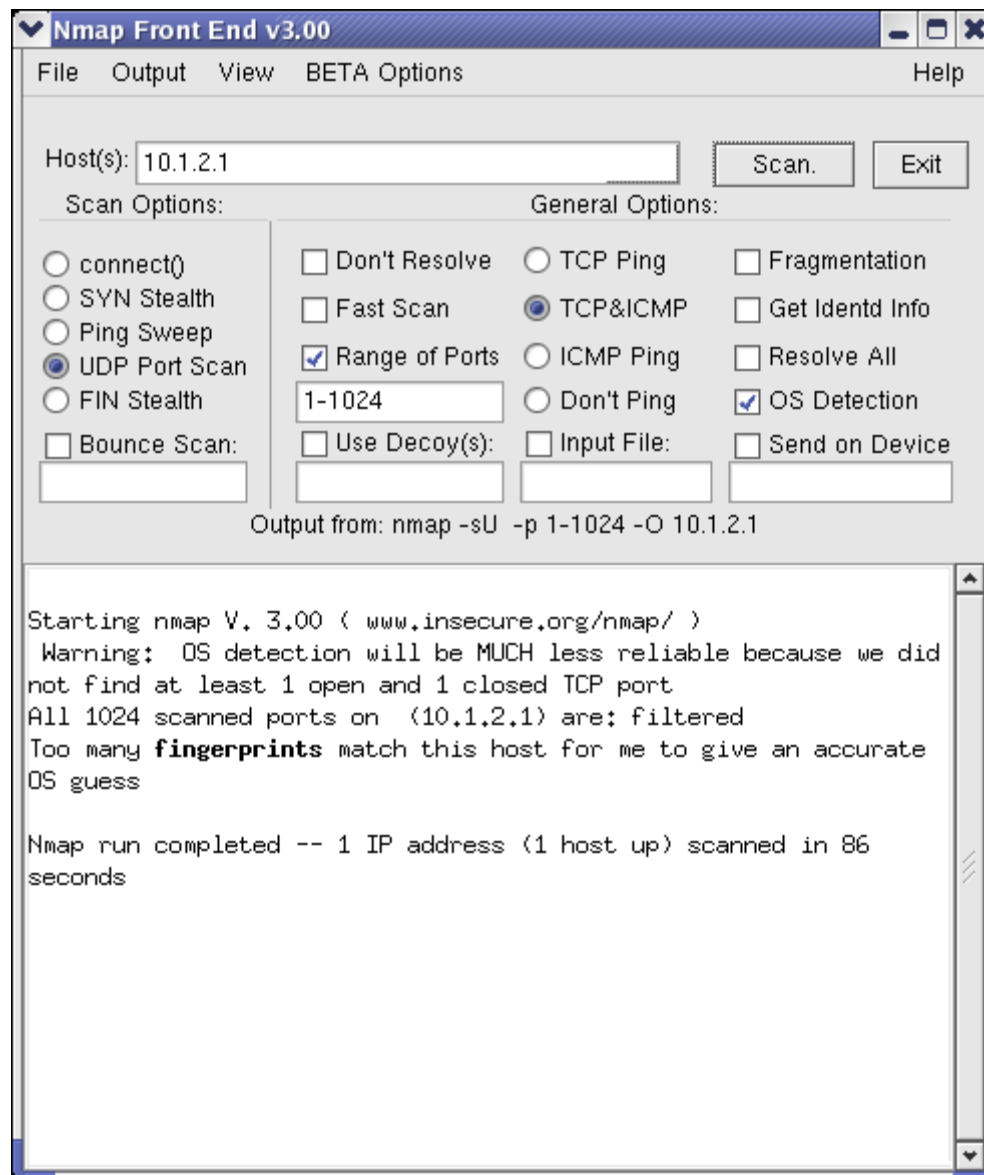 Nmap Front End v3.00
File Output View BETA Options Help
Host(s): 10.1.2.1 Scan. Exit
Scan Options: General Options:
connect() Don't Resolve TCP Ping Fragmentation
SYN Stealth Fast Scan TCP&ICMP Get Identd Info
Ping Sweep
UDP Port Scan Range of Ports ICMP Ping Resolve All
FIN Stealth 1-1024 Don't Ping OS Detection
Bounce Scan: Use Decoy(s): Input File: Send on Device
Output from: nmap -sU -p 1-1024 -O 10.1.2.1
Starting nmap V. 3.00 ( www.insecure.org/nmap/ )
Warning: OS detection will be MUCH less reliable because we did
not find at least 1 open and 1 closed TCP port
All 1024 scanned ports on (10.1.2.1) are: filtered
Too many fingerprints match this host for me to give an accurate
OS guess
Nmap run completed -- 1 IP address (1 host up) scanned in 86
seconds